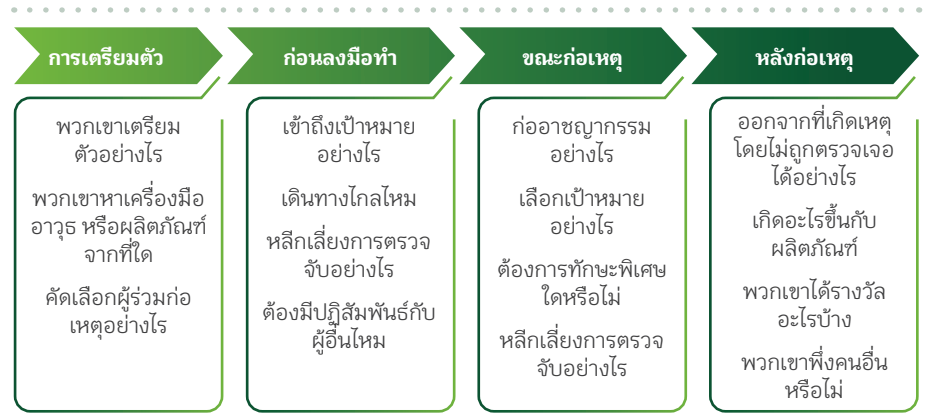 การเตรียมตัว
พวกเขาเตรียม
ตัวอย่างไร
พวกเขาหาเครื่องมือ
อาวุธ หรือผลิตภัณฑ์
จากที่ใด
คัดเลือกผู้ร่วมก่อ
เหตุอย่างไร
ก่อนลงมือทำ
เข้าถึงเป้าหมาย
อย่างไร
เดินทางไกลไหม
หลีกเลี่ยงการตรวจ
จับอย่างไร
ต้องมีปฏิสัมพันธ์กับ
ผู้อื่นไหม
ขณะก่อเหตุ
ก่ออาชญากรรม
อย่างไร
เลือกเป้าหมาย
อย่างไร
ต้องการทักษะพิเศษ
ใดหรือไม่
หลีกเลี่ยงการตรวจ
จับอย่างไร
หลังก่อเหตุ
ออกจากที่เกิดเหตุ
โดยไม่ถูกตรวจเจอ
ได้อย่างไร
เกิดอะไรขึ้นกับ
ผลิตภัณฑ์
พวกเขาได้รางวัล
อะไรบ้าง
พวกเขาพึ่งคนอื่น
หรือไม่